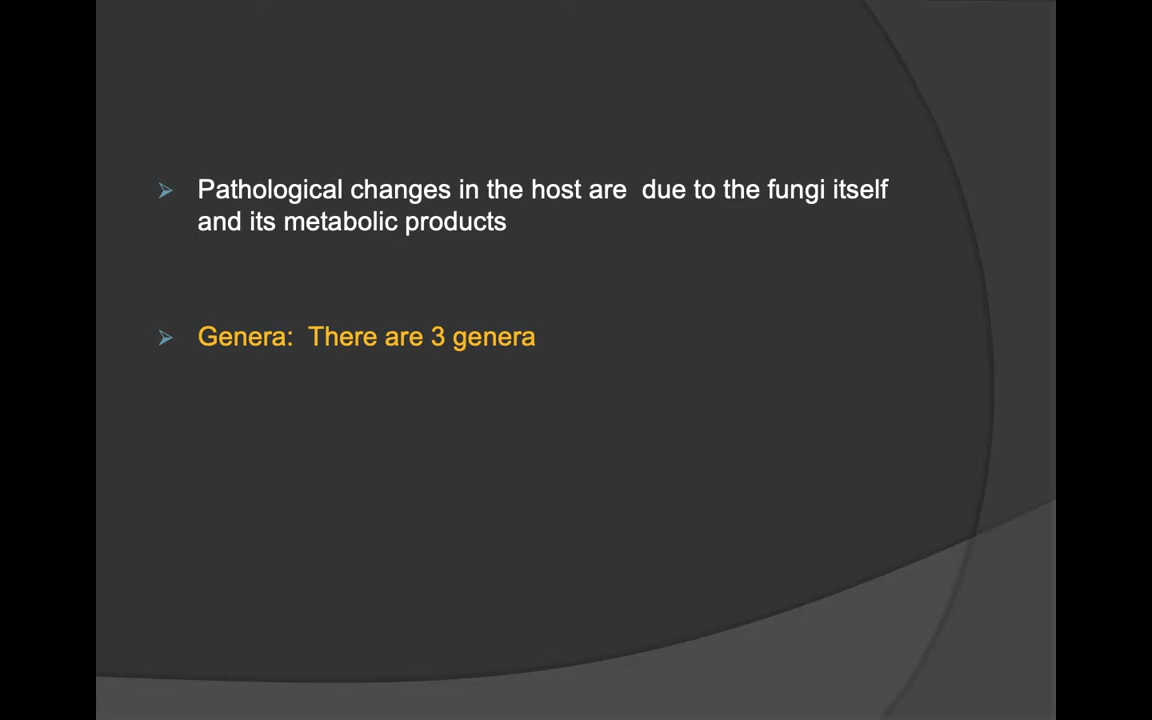 Pathological changes in the host are  due to the fungi itself
and its metabolic products
Genera:  There are 3 genera